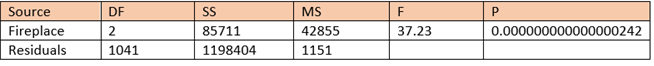 Source DF SS MS F P
Fireplace 2 85711 42855 37.23 0.000000000000000242
Residuals 1041 1198404 1151